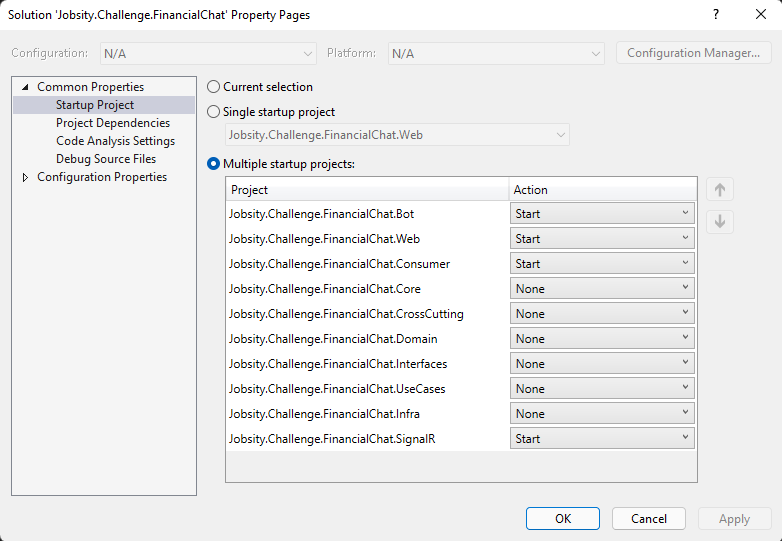 Solution 'Jobsity.Challenge.FinancialChat' Property Pages
Configuration: N/A Platform: N/A Configuration Manager...
Common Properties
Startup Project
Project Dependencies
Code Analysis Settings
Debug Source Files
Configuration Properties
Current selection
Single startup project
Jobsity.Challenge.FinancialChat.Web
Multiple startup projects:
Project Action
Jobsity.Challenge.FinancialChat.Bot Start
Jobsity.Challenge.FinancialChat.Web Start
Jobsity.Challenge.FinancialChat.Consumer Start
Jobsity.Challenge.FinancialChat.Core None
Jobsity.Challenge.FinancialChat.CrossCutting None
Jobsity.Challenge.FinancialChat.Domain None
Jobsity.Challenge.FinancialChat.Interfaces None
Jobsity.Challenge.FinancialChat.UseCases None
Jobsity.Challenge.FinancialChat.Infra None
Jobsity.Challenge.FinancialChat.SignalR Start
OK Cancel Apply